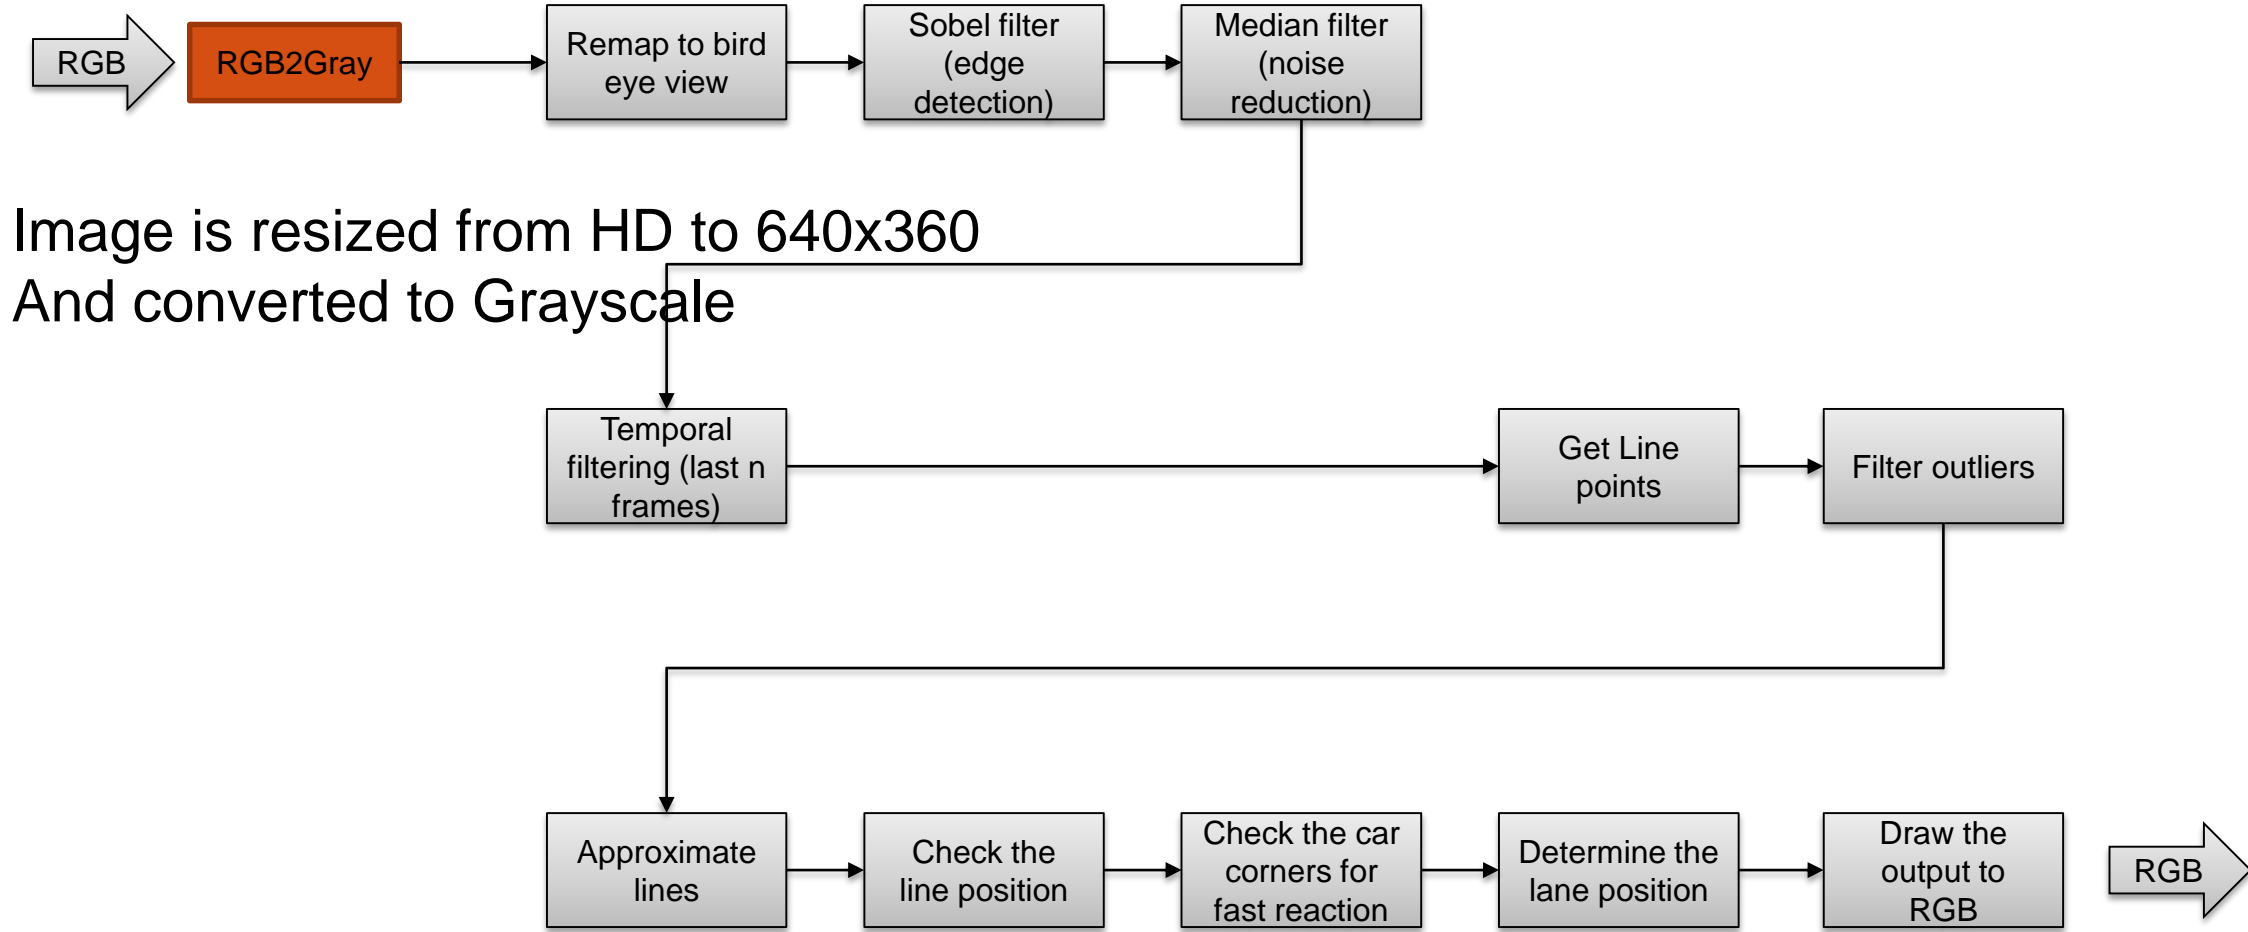 RGB
RGB2Gray
Remap to bird
eye view
Sobel filter
(edge
detection)
Median filter
(noise
reduction)
Image is resized from HD to 640x360
And converted to Grayscale
Temporal
filtering (last n
frames)
Get Line
points
Filter outliers
Approximate
lines
Check the
line position
Check the car
corners for
fast reaction
Determine the
lane position
Draw the
output to
RGB
RGB